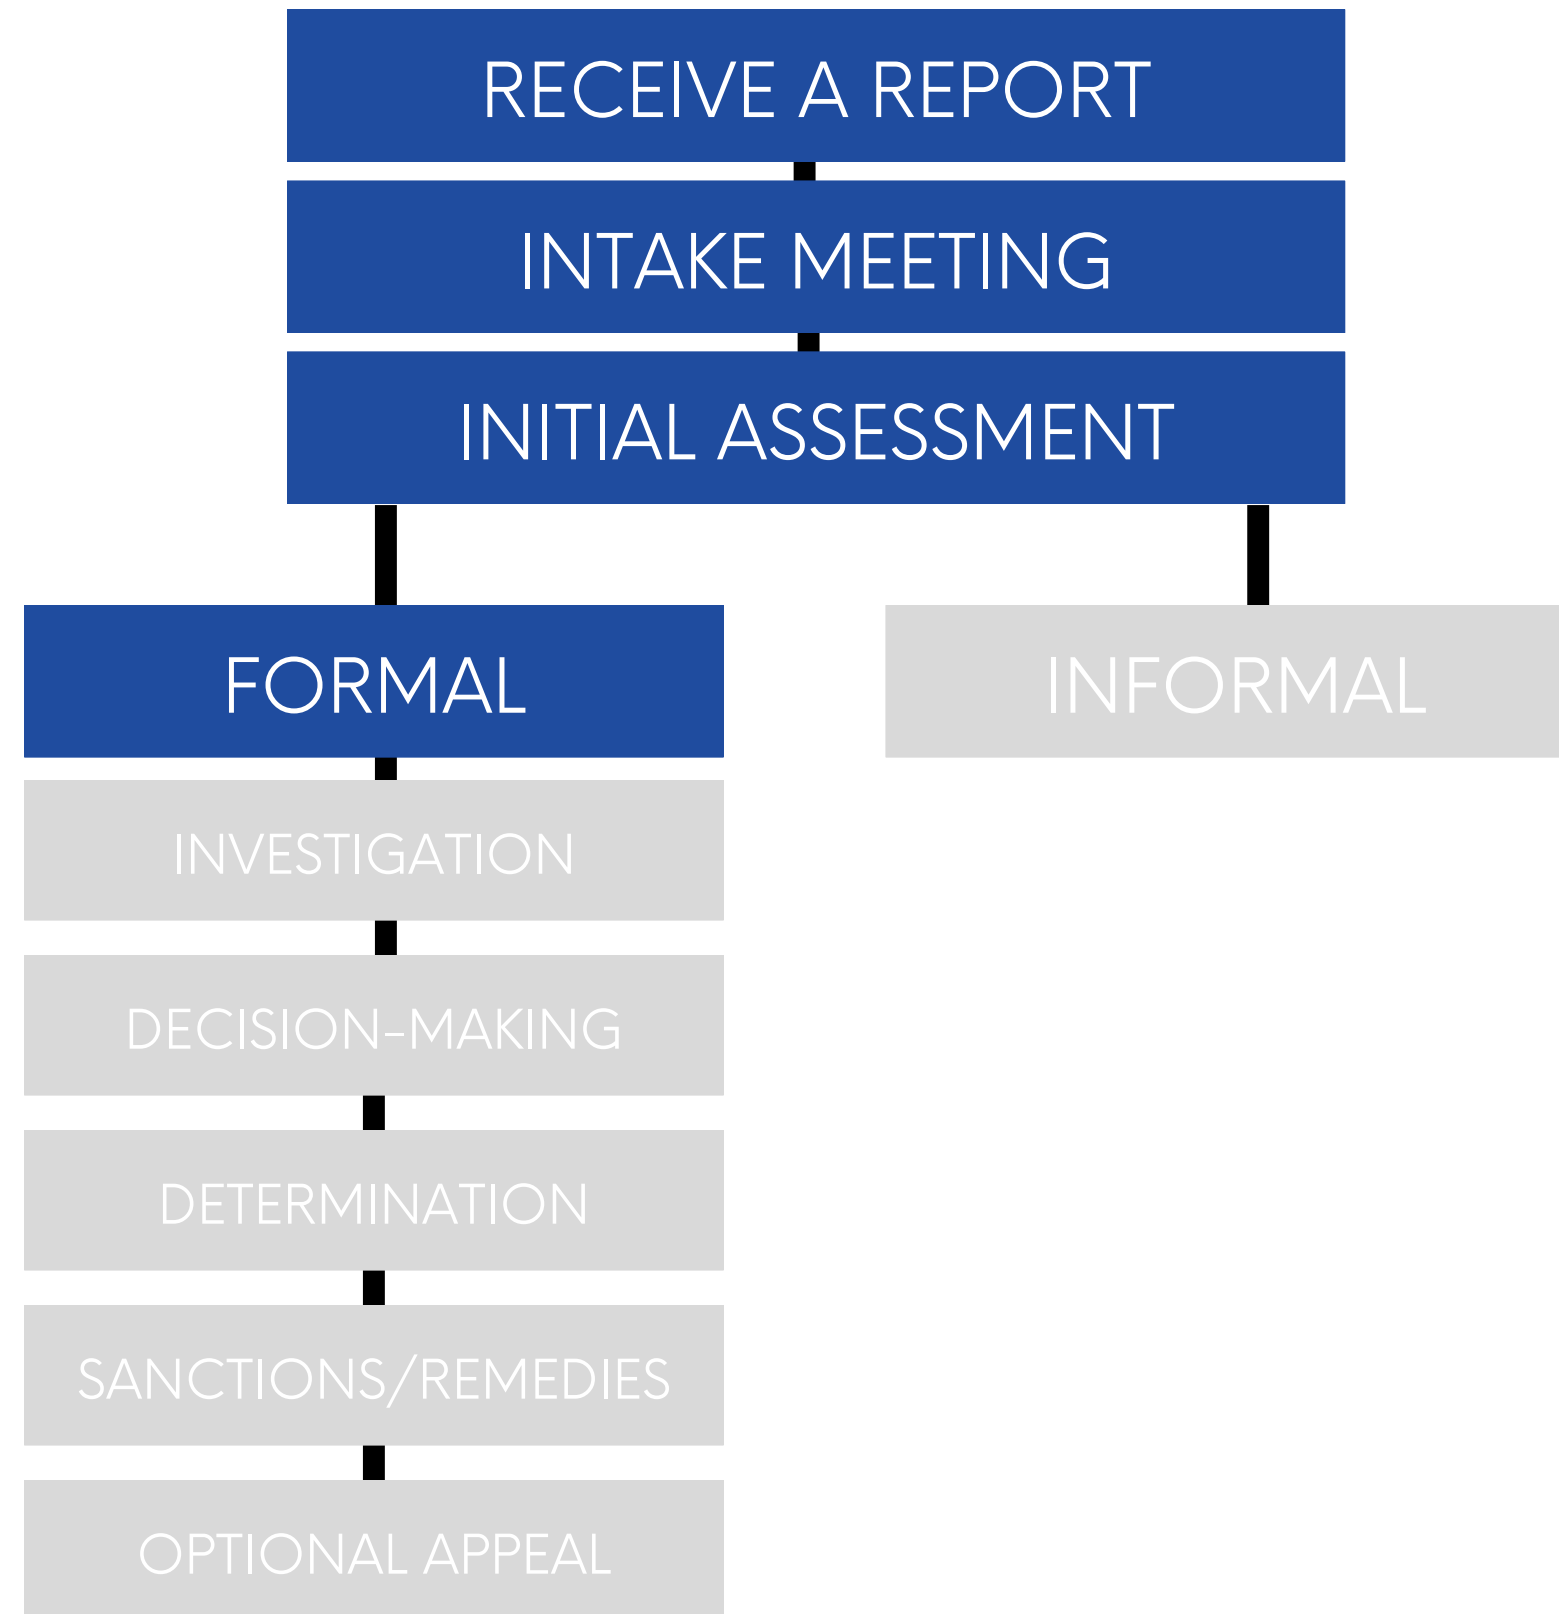 RECEIVE A REPORT
INTAKE MEETING
INITIAL ASSESSMENT
FORMAL
INFORMAL
INVESTIGATION
DECISION-MAKING
DETERMINATION
SANCTIONS/REMEDIES
OPTIONAL APPEAL